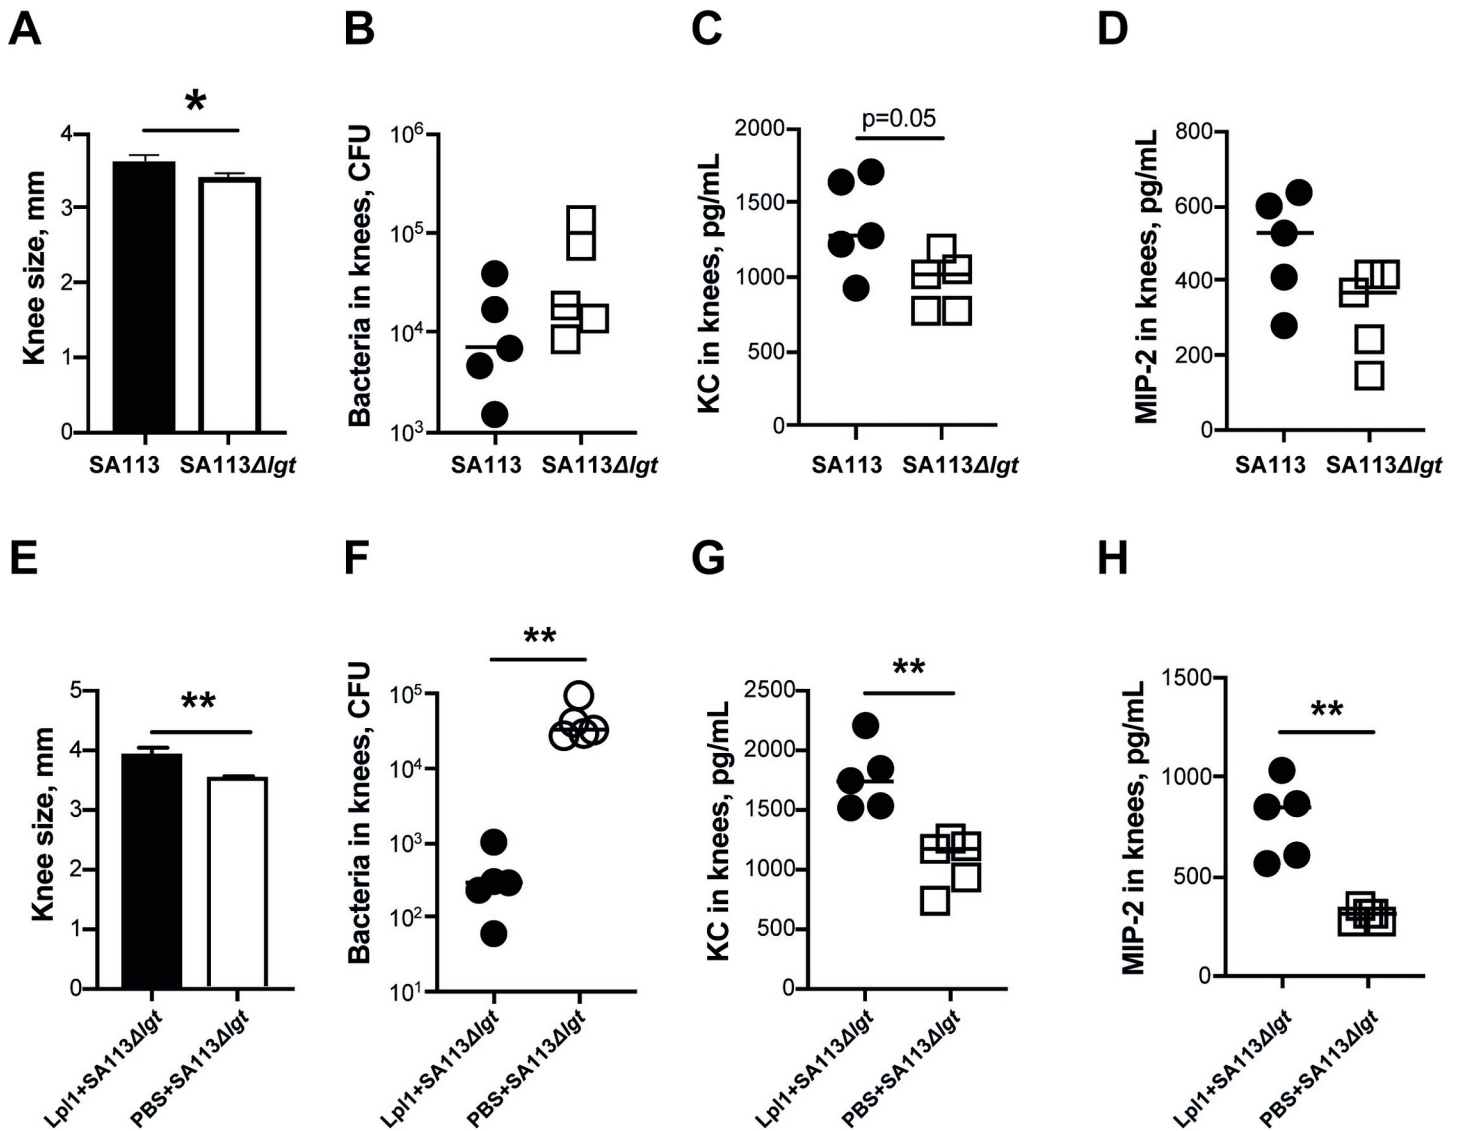 A
Knee size, mm
4
3
2
1
0
*
SA113 SA113Δlgt
B
Bacteria in knees, CFU
10⁶
10⁵
10⁴
10³
SA113 SA113Δlgt
C
KC in knees, pg/mL
2000
1500
1000
500
0
p=0.05
SA113 SA113Δlgt
D
MIP-2 in knees, pg/mL
800
600
400
200
0
SA113 SA113Δlgt
E
Knee size, mm
5
4
3
2
1
0
**
Lpl1+SA113Δlgt
PBS+SA113Δlgt
F
Bacteria in knees, CFU
10⁵
10⁴
10³
10²
10¹
**
Lpl1+SA113Δlgt
PBS+SA113Δlgt
G
KC in knees, pg/mL
2500
2000
1500
1000
500
0
**
Lpl1+SA113Δlgt
PBS+SA113Δlgt
H
MIP-2 in knees, pg/mL
1500
1000
500
0
**
Lpl1+SA113Δlgt
PBS+SA113Δlgt